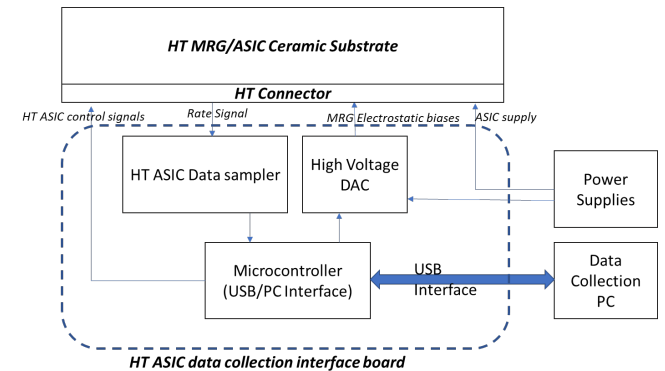 HT MRG/ASIC Ceramic Substrate
HT Connector
HT ASIC control signals
Rate Signal
MRG Electrostatic biases
ASIC supply
HT ASIC Data sampler
High Voltage
DAC
Power
Supplies
Microcontroller
(USB/PC Interface)
USB
Interface
Data
Collection
PC
HT ASIC data collection interface board